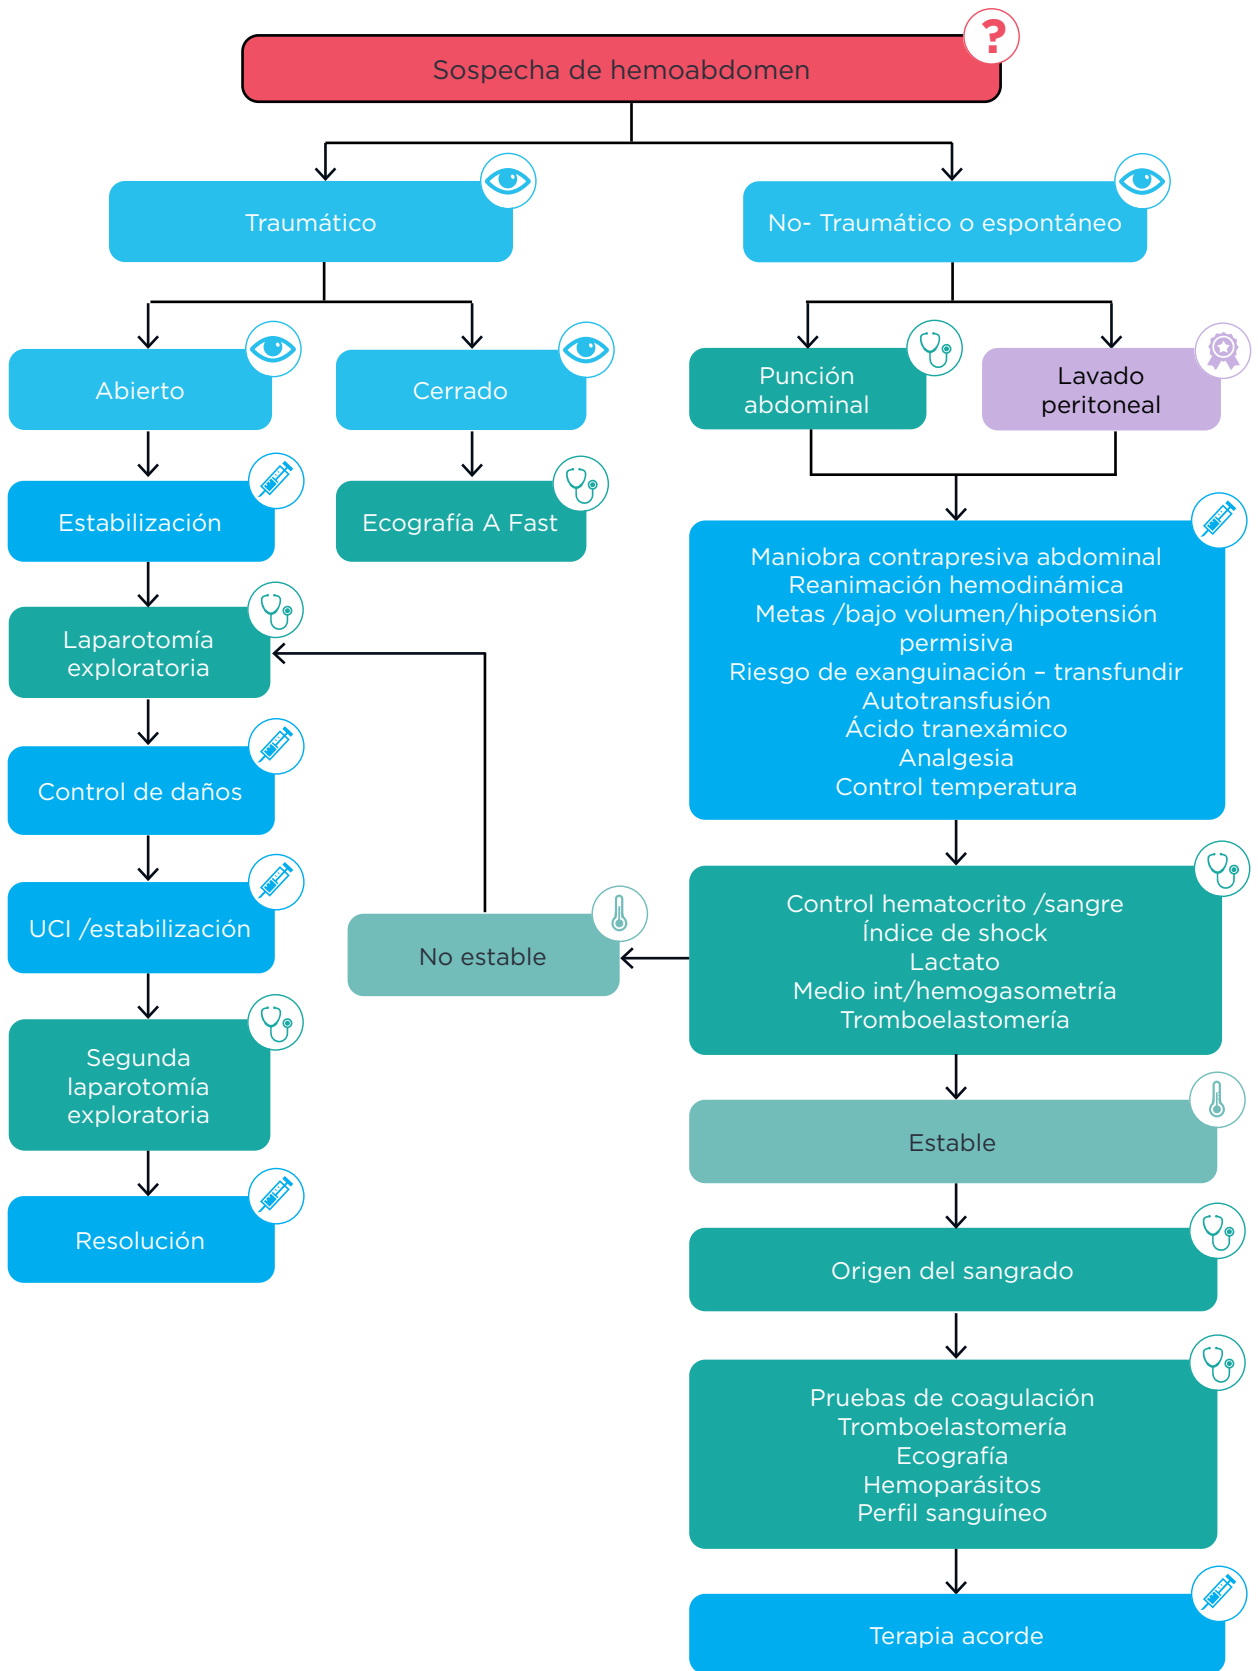 ?
Sospecha de hemoabdomen
Traumático
No- Traumático o espontáneo
Abierto
Cerrado
Punción
abdominal
Lavado
peritoneal
Estabilización
Ecografía A Fast
Laparotomía
exploratoria
Control de daños
UCI /estabilización
Segunda
laparotomía
exploratoria
Resolución
Maniobra contrapresiva abdominal
Reanimación hemodinámica
Metas /bajo volumen/hipotensión
permisiva
Riesgo de exanguinación – transfundir
Autotransfusión
Ácido tranexámico
Analgesia
Control temperatura
Control hematocrito /sangre
Índice de shock
Lactato
Medio int/hemogasometría
Tromboelastomería
No estable
Estable
Origen del sangrado
Pruebas de coagulación
Tromboelastomería
Ecografía
Hemoparásitos
Perfil sanguíneo
Terapia acorde